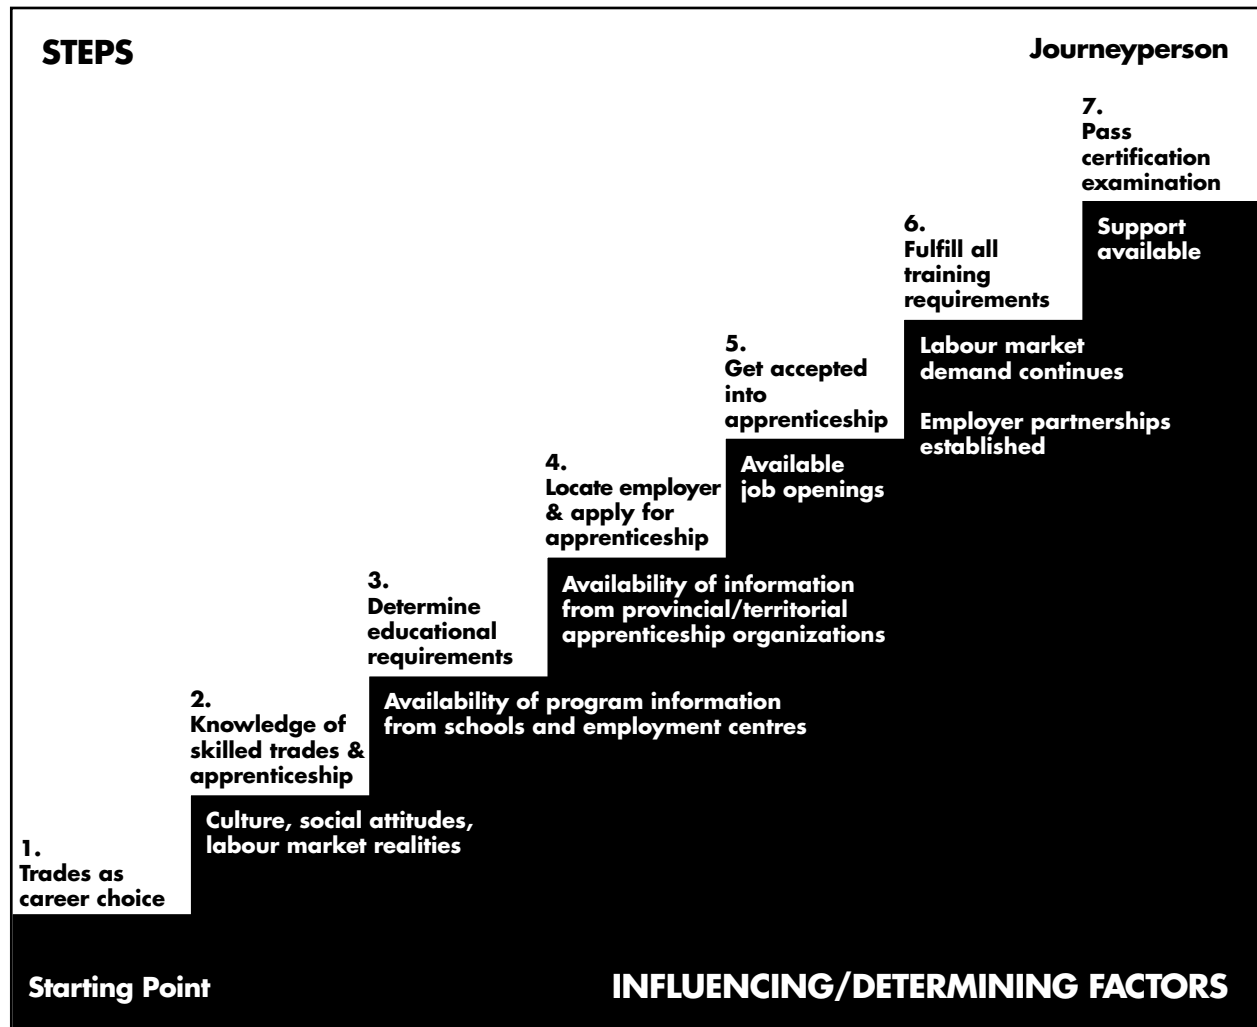 STEPS
Journeyperson
7.
Pass
certification
examination
Support
available
6.
Fulfill all
training
requirements
Labour market
demand continues
Employer partnerships
established
5.
Get accepted
into
apprenticeship
Available
job openings
4.
Locate employer
& apply for
apprenticeship
Availability of information
from provincial/territorial
apprenticeship organizations
3.
Determine
educational
requirements
Availability of program information
from schools and employment centres
2.
Knowledge of
skilled trades &
apprenticeship
Culture, social attitudes,
labour market realities
1.
Trades as
career choice
Starting Point
INFLUENCING/DETERMINING FACTORS